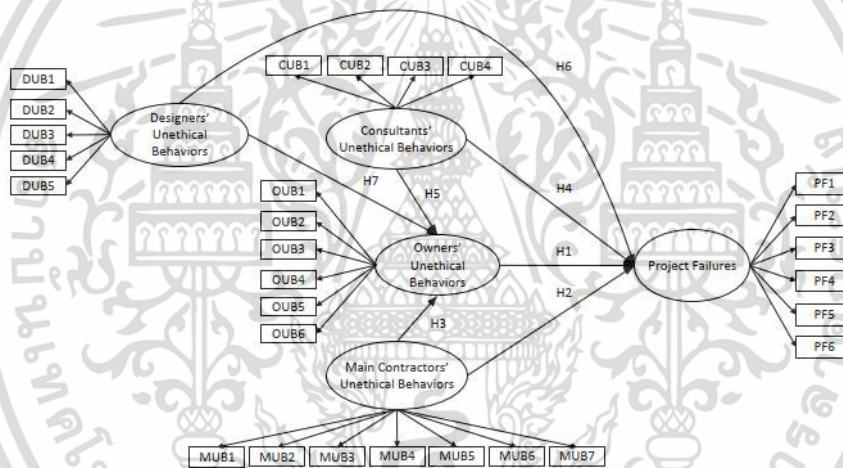 H6
CUB1
CUB2
CUB3
CUB4
DUB1
DUB2
DUB3
DUB4
DUB5
Designers'
Unethical
Behaviors
Consultants'
Unethical Behaviors
H7
H5
H4
OUB1
OUB2
OUB3
OUB4
OUB5
OUB6
Owners'
Unethical
Behaviors
H1
H2
H3
Project Failures
PF1
PF2
PF3
PF4
PF5
PF6
Main Contractors'
Unethical Behaviors
MUB1
MUB2
MUB3
MUB4
MUB5
MUB6
MUB7